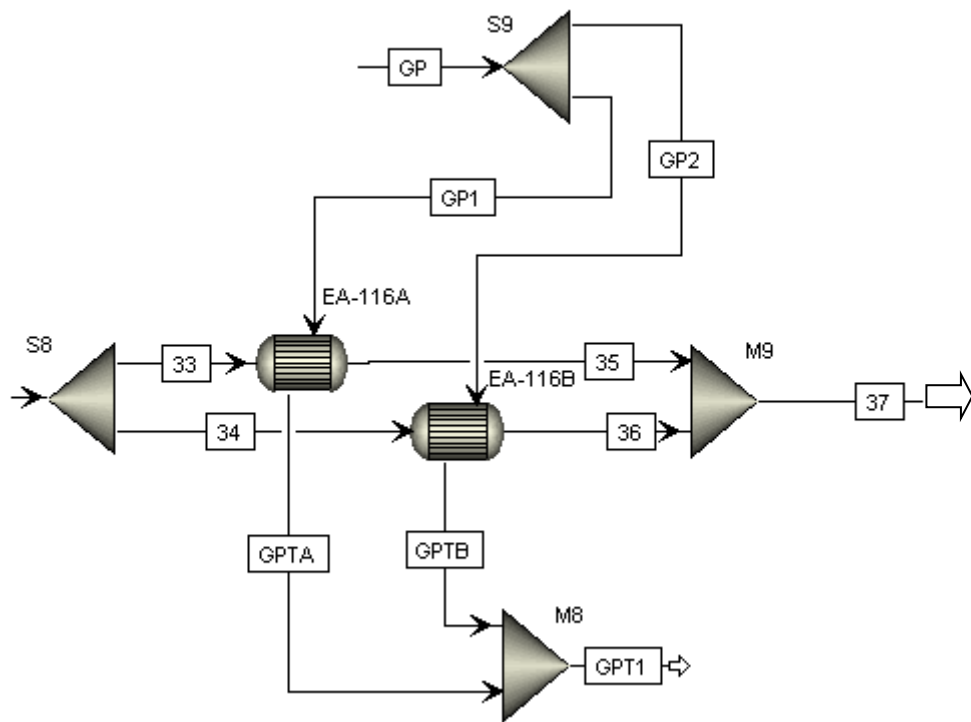 S9
GP
GP2
GP1
EA-116A
S8
33
35
M9
EA-116B
37
34
36
GPTA
GPTB
M8
GPT1